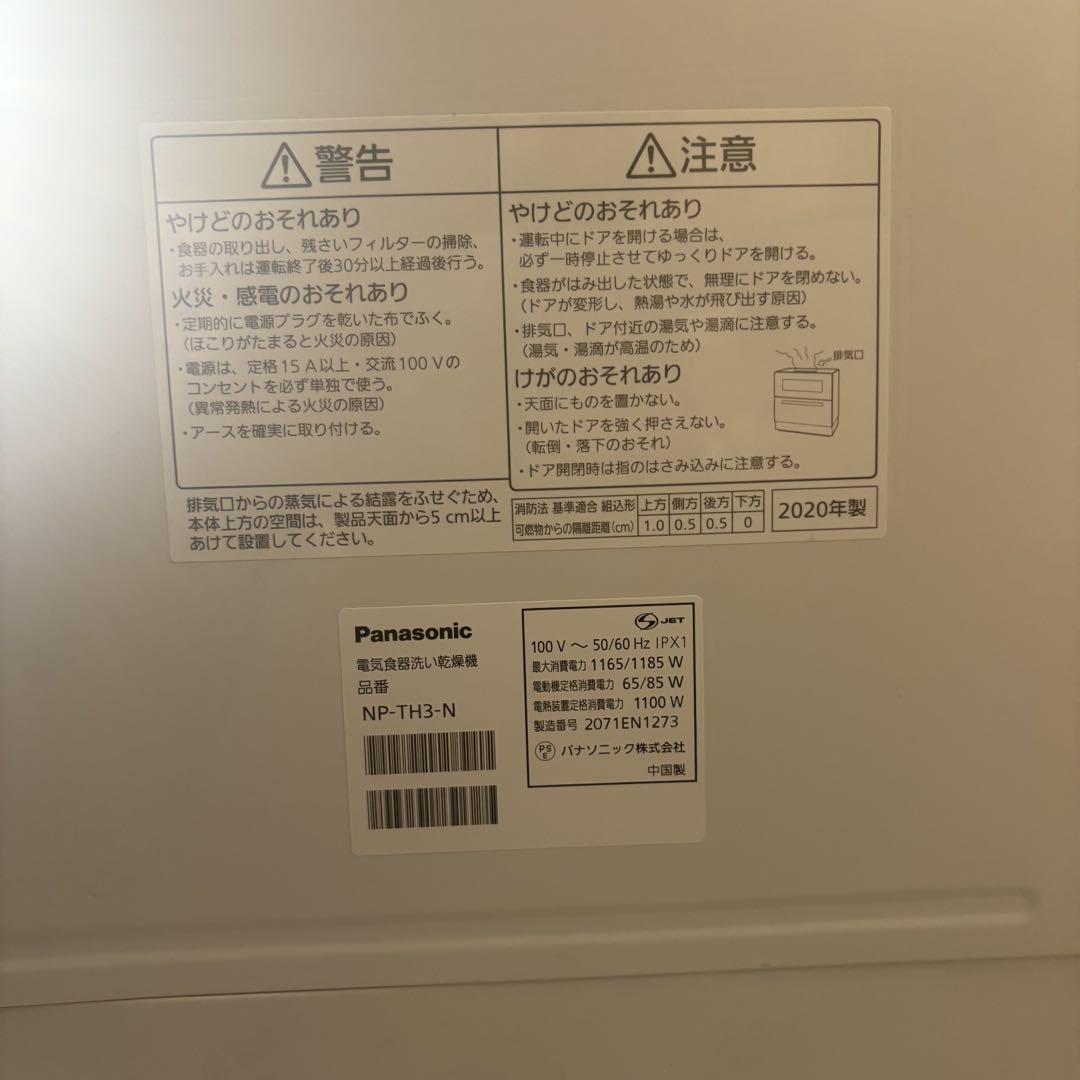 警告
やけどのおそれあり
・食器の取り出し、残さいフィルターの掃除、
お手入れは運転終了後30分以上経過後行う。
火災・感電のおそれあり
・定期的に電源プラグを乾いた布でふく。
（ほこりがたまると火災の原因）
・電源は、定格15 A以上・交流100 Vの
コンセントを必ず単独で使う。
（異常発熱による火災の原因）
・アースを確実に取り付ける。
注意
やけどのおそれあり
・運転中にドアを開ける場合は、
必ず一時停止させてゆっくりドアを開ける。
・食器がはみ出した状態で、無理にドアを閉めない。
（ドアが変形し、熱湯や水が飛び出す原因）
・排気口、ドア付近の湯気や湯滴に注意する。
（湯気・湯滴が高温のため）
排気口
けがのおそれあり
・天面にものを置かない。
・開いたドアを強く押さえない。
（転倒・落下のおそれ）
・ドア開閉時は指のはさみ込みに注意する。
排気口からの蒸気による結露をふせぐため、
本体上方の空間は、製品天面から5 cm以上
あけて設置してください。
消防法 基準適合 組込形 上方 側方 後方 下方
可燃物からの隔離距離(cm) 1.0 0.5 0.5 0
2020年製
Panasonic
電気食器洗い乾燥機
品番
NP-TH3-N
JET
100 V ～ 50/60 Hz IPX1
最大消費電力 1165/1185 W
電動機定格消費電力 65/85 W
電熱装置定格消費電力 1100 W
製造番号 2071EN1273
PSE パナソニック株式会社
中国製